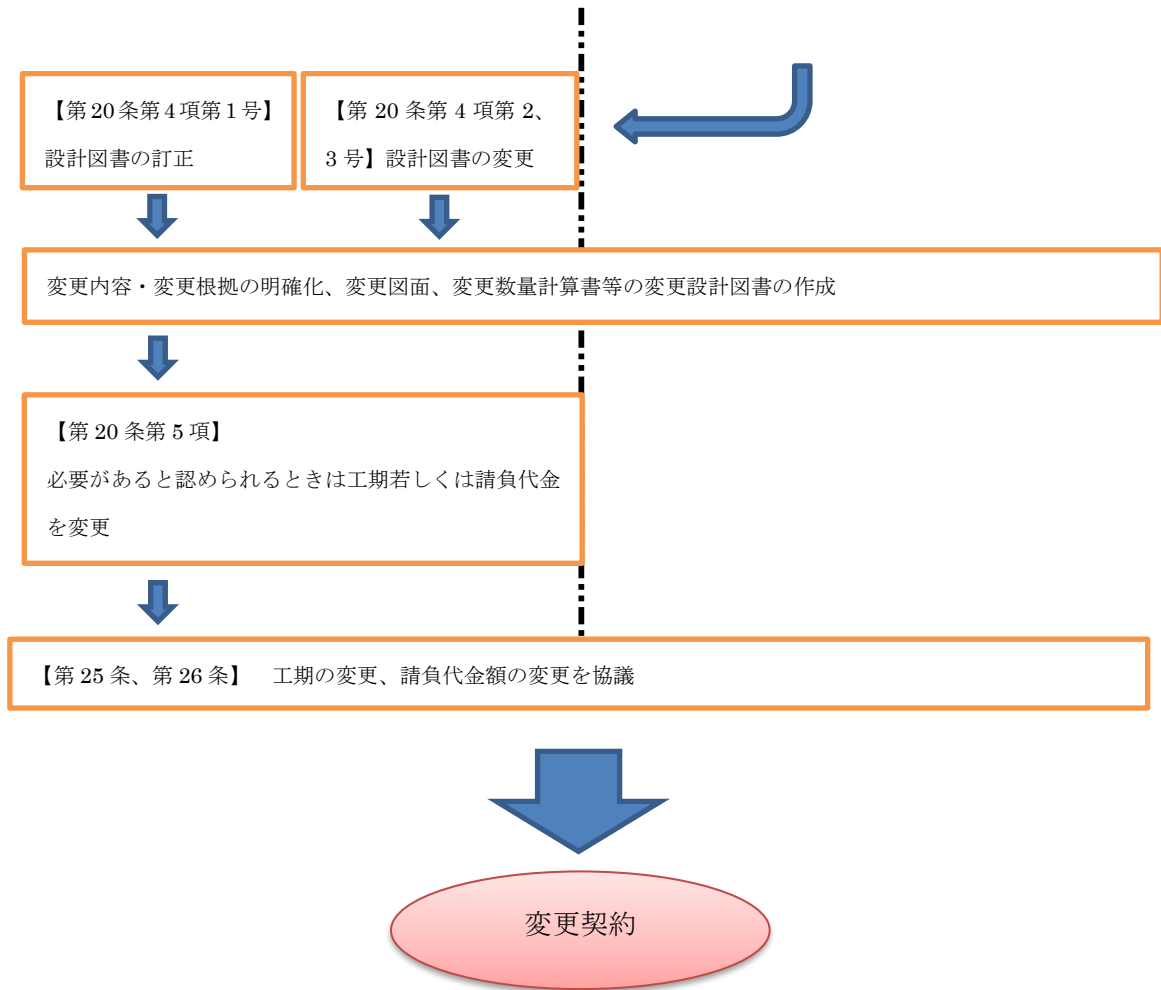 【第20条第4項第1号】
設計図書の訂正
【第 20 条第 4 項第 2、
3 号】設計図書の変更
変更内容・変更根拠の明確化、変更図面、変更数量計算書等の変更設計図書の作成
【第 20 条第 5 項】
必要があると認められるときは工期若しくは請負代金
を変更
【第 25 条、第 26 条】　工期の変更、請負代金額の変更を協議
変更契約